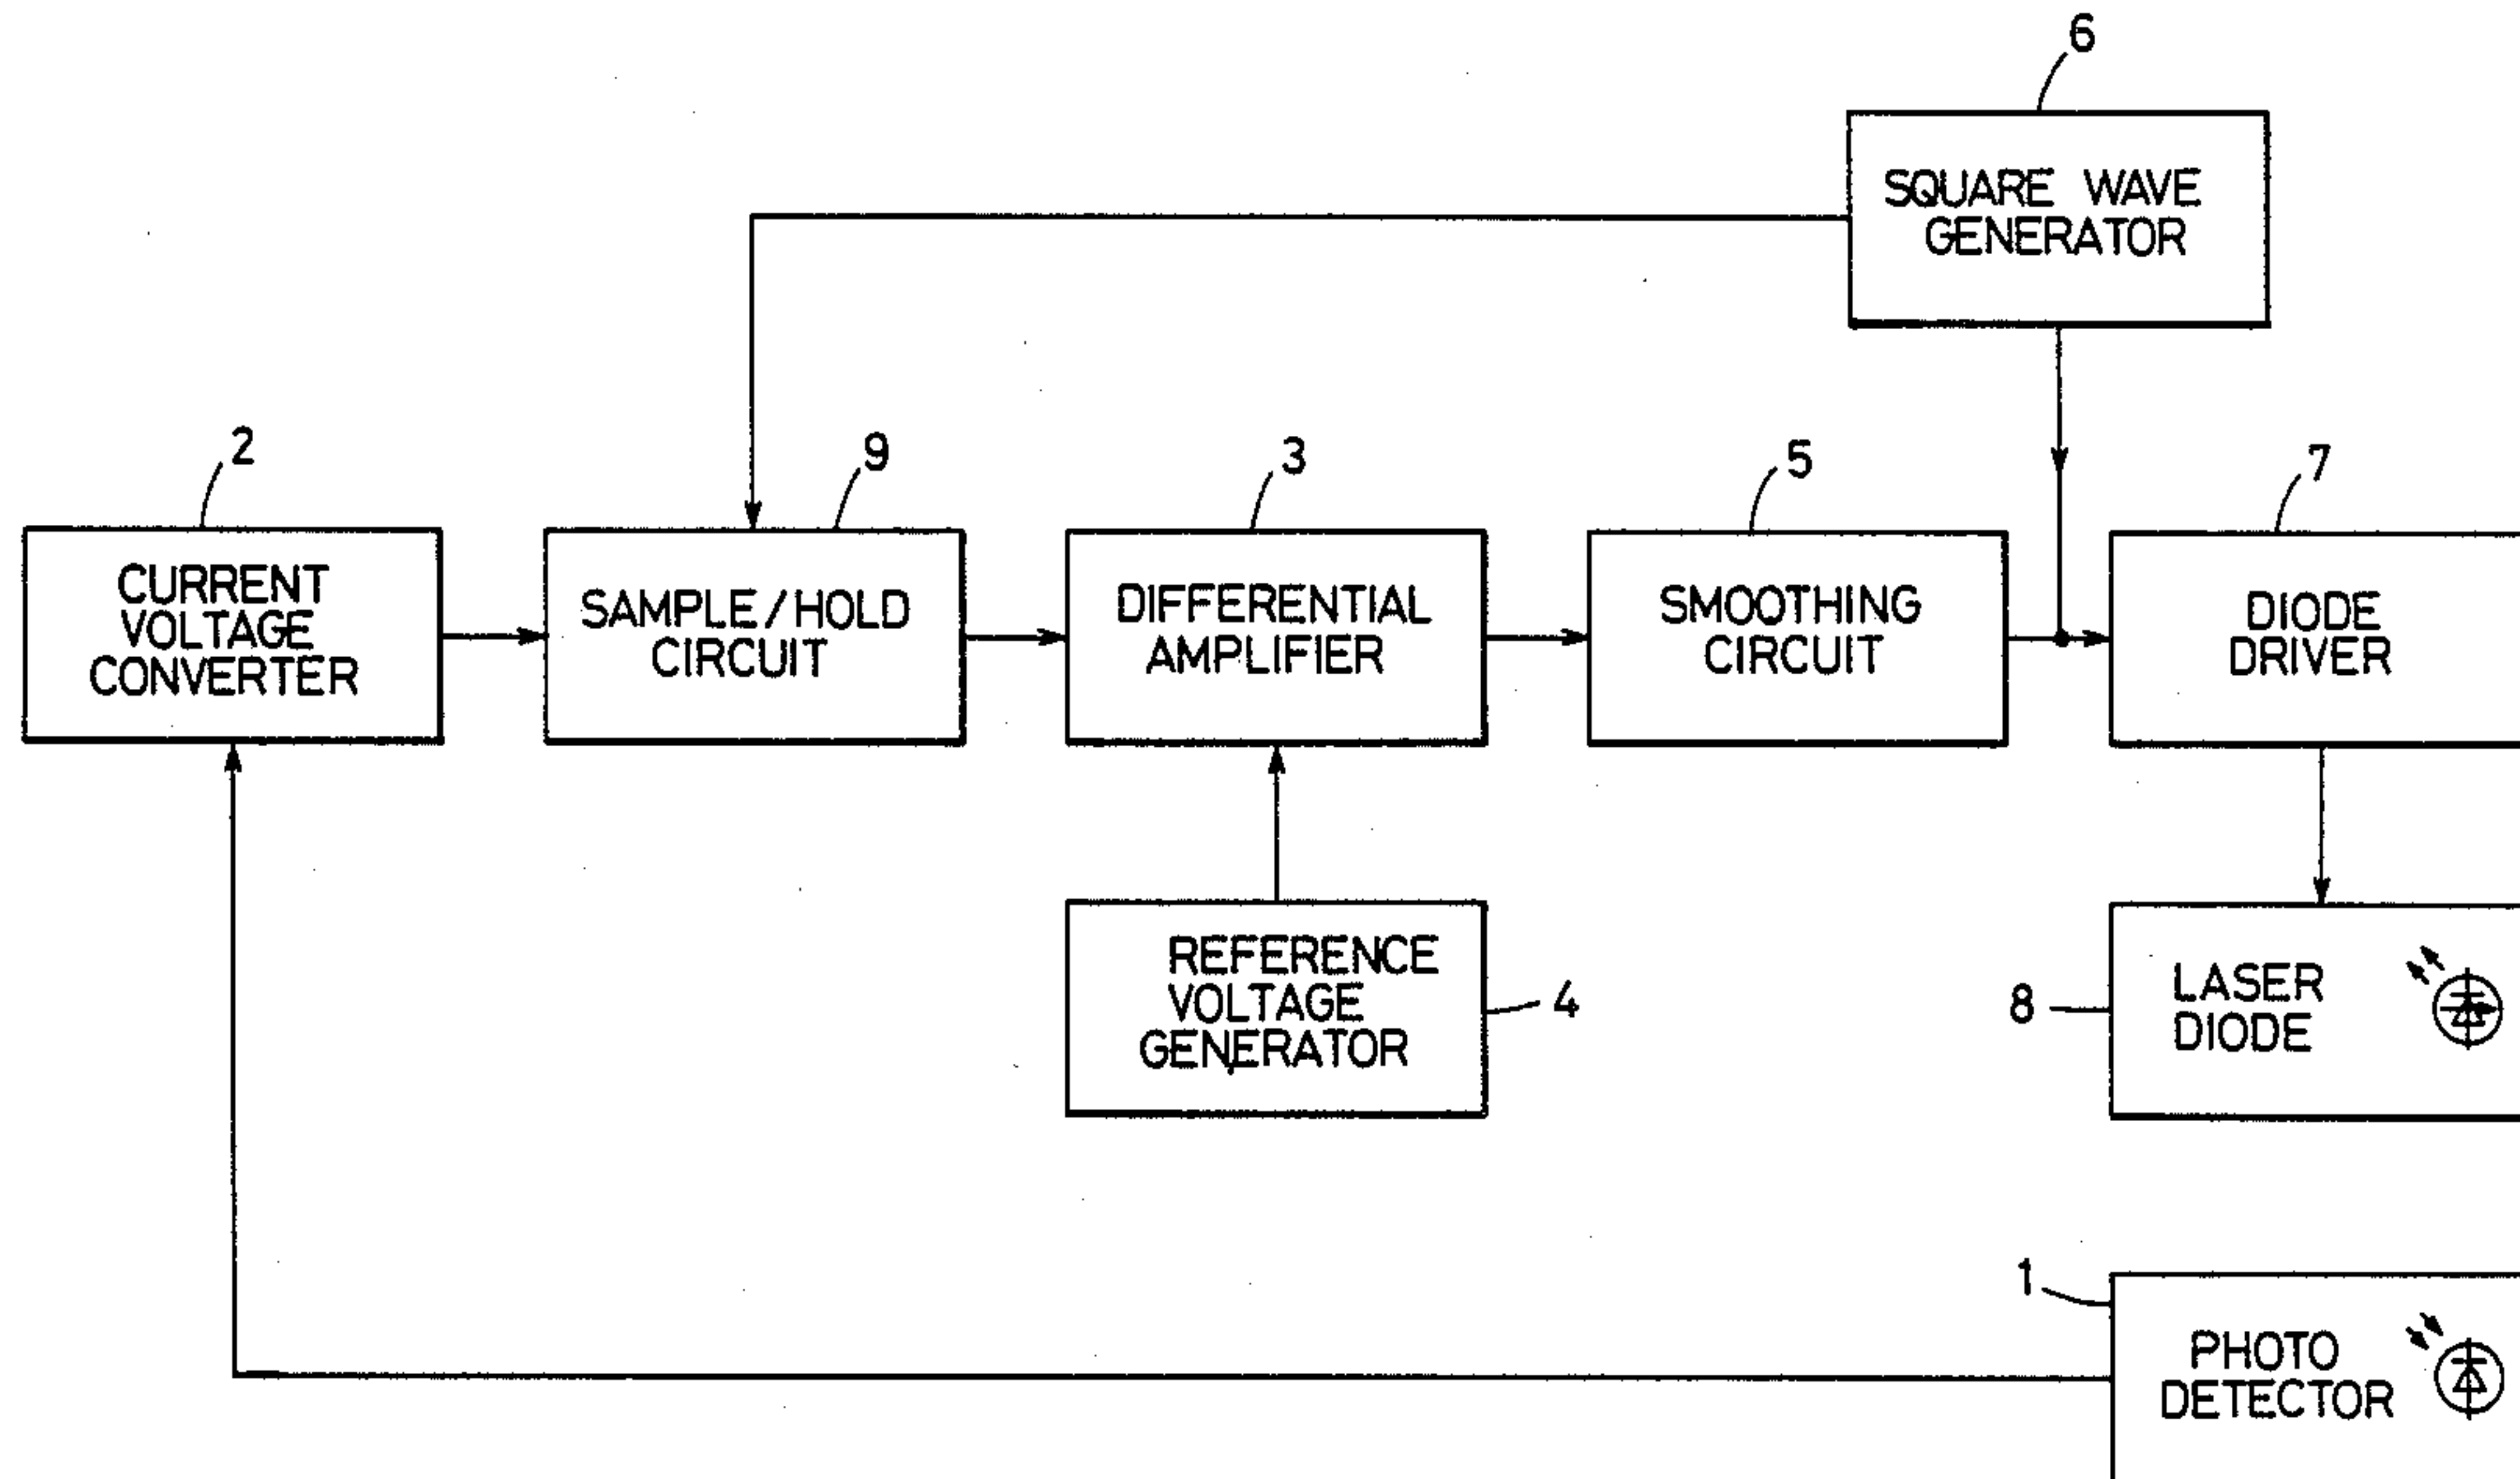 6
SQUARE WAVE
GENERATOR
2
9
3
5
7
CURRENT
VOLTAGE
CONVERTER
SAMPLE/HOLD
CIRCUIT
DIFFERENTIAL
AMPLIFIER
SMOOTHING
CIRCUIT
DIODE
DRIVER
REFERENCE
VOLTAGE
GENERATOR
4
8
LASER
DIODE
1
PHOTO
DETECTOR